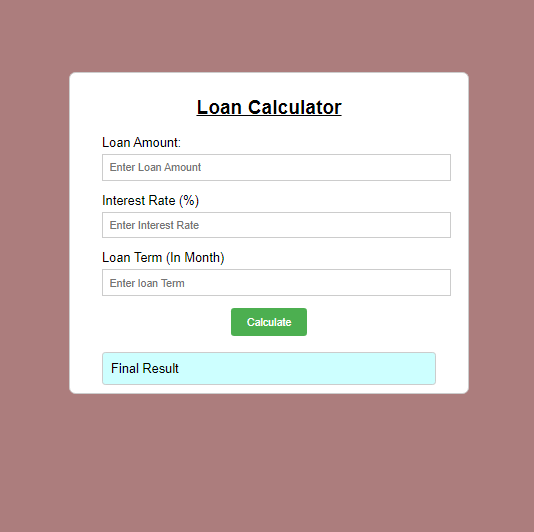 Loan Calculator
Loan Amount:
Enter Loan Amount
Interest Rate (%)
Enter Interest Rate
Loan Term (In Month)
Enter loan Term
Calculate
Final Result